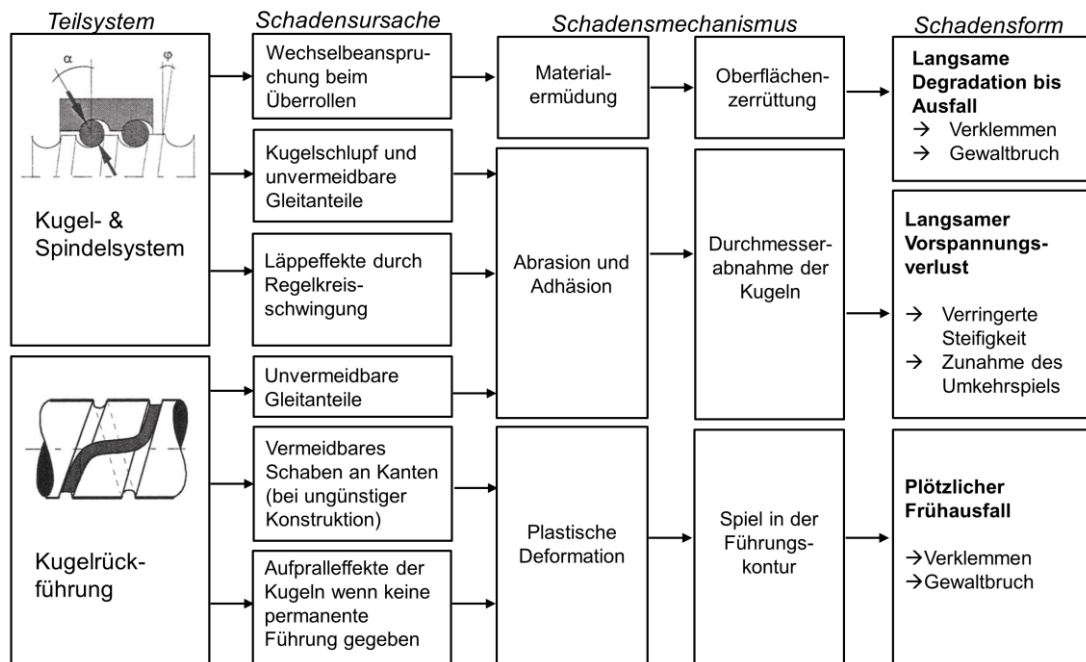 Teilsystem
Schadensursache
Schadensmechanismus
Schadensform
α
φ
Kugel- &
Spindelsystem
Wechselbeanspru-
chung beim
Überrollen
Material-
ermüdung
Oberflächen-
zerrüttung
Langsame
Degradation bis
Ausfall
→ Verklemmen
→ Gewaltbruch
Kugelschlupf und
unvermeidbare
Gleitanteile
Läppeffekte durch
Regelkreis-
schwingung
Abrasion und
Adhäsion
Durchmesser-
abnahme der
Kugeln
Langsamer
Vorspannungs-
verlust
→ Verringerte
Steifigkeit
→ Zunahme des
Umkehrspiels
Kugelrück-
führung
Unvermeidbare
Gleitanteile
Vermeidbares
Schaben an Kanten
(bei ungünstiger
Konstruktion)
Aufpralleffekte der
Kugeln wenn keine
permanente
Führung gegeben
Plastische
Deformation
Spiel in der
Führungs-
kontur
Plötzlicher
Frühausfall
→Verklemmen
→Gewaltbruch